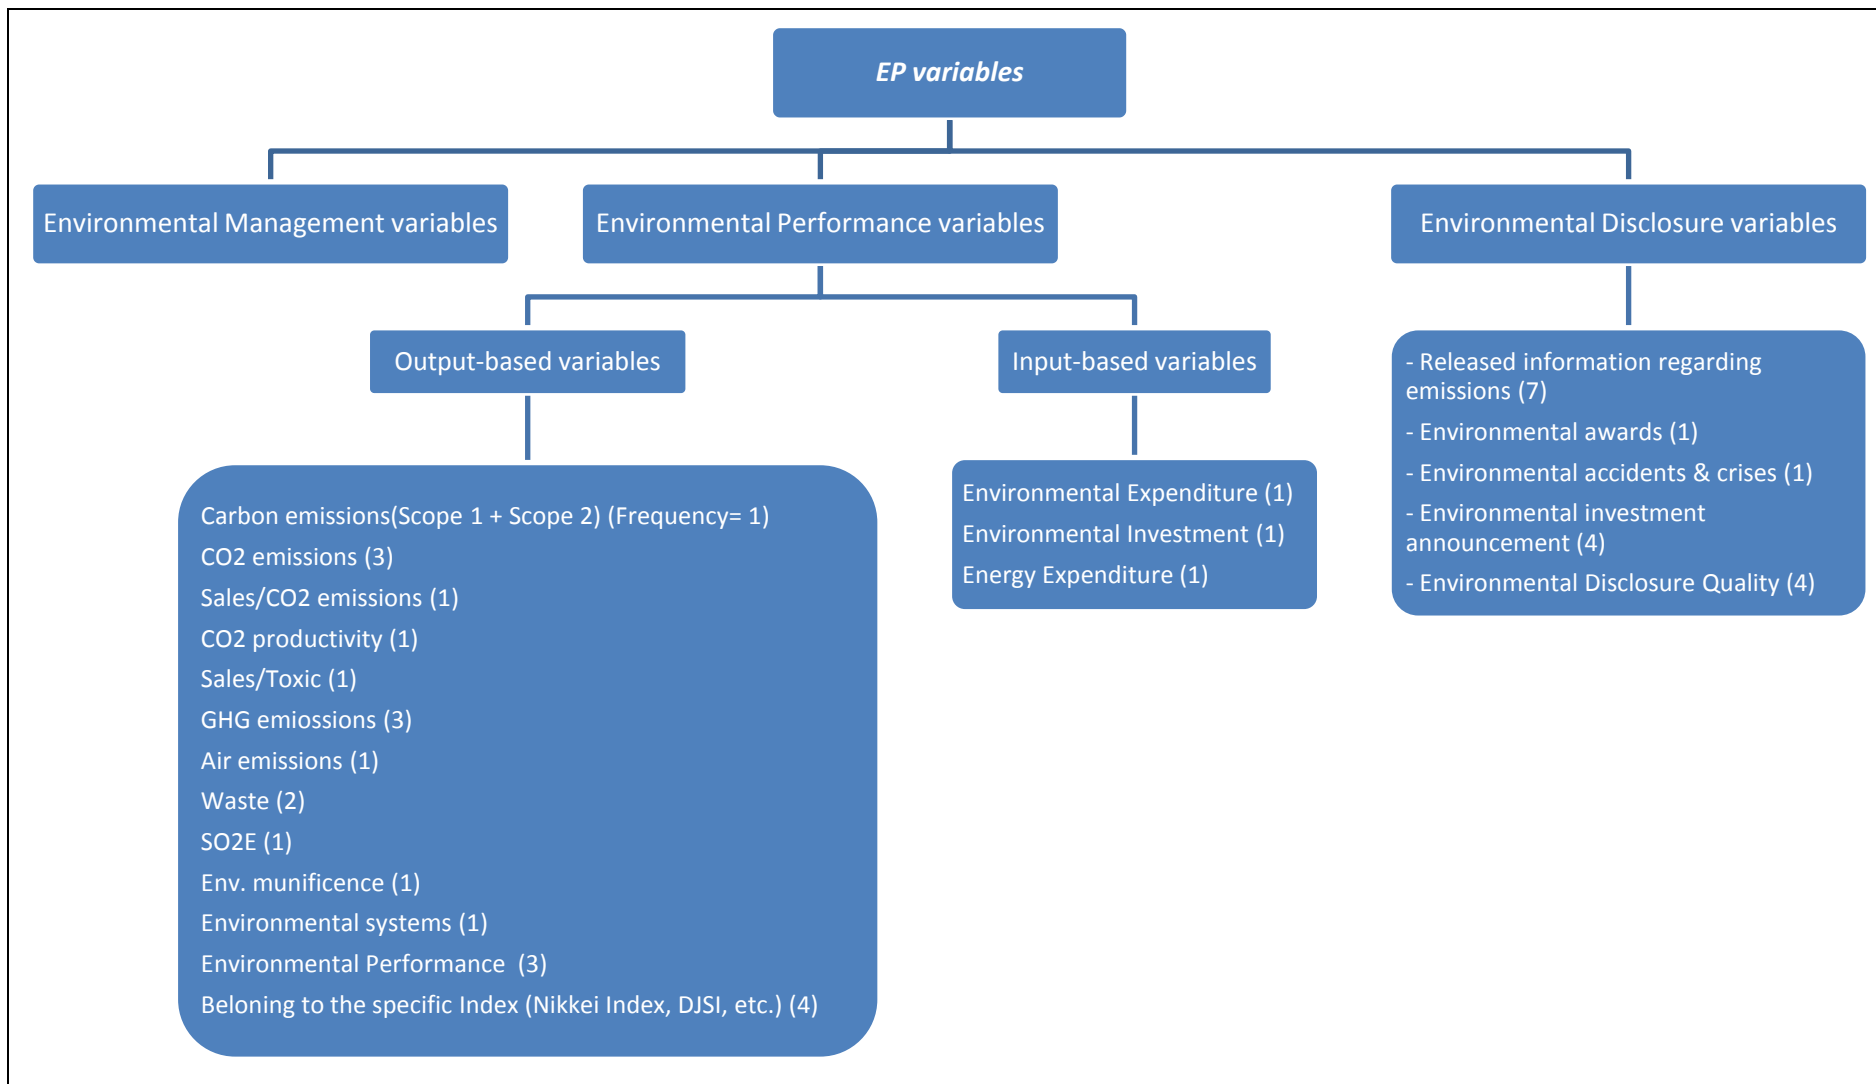 EP variables
Environmental Management variables
Environmental Performance variables
Environmental Disclosure variables
Output-based variables
Input-based variables
Carbon emissions(Scope 1 + Scope 2) (Frequency= 1)
CO2 emissions (3)
Sales/CO2 emissions (1)
CO2 productivity (1)
Sales/Toxic (1)
GHG emiossions (3)
Air emissions (1)
Waste (2)
SO2E (1)
Env. munificence (1)
Environmental systems (1)
Environmental Performance  (3)
Beloning to the specific Index (Nikkei Index, DJSI, etc.) (4)
Environmental Expenditure (1)
Environmental Investment (1)
Energy Expenditure (1)
- Released information regarding
emissions (7)
- Environmental awards (1)
- Environmental accidents & crises (1)
- Environmental investment
announcement (4)
- Environmental Disclosure Quality (4)